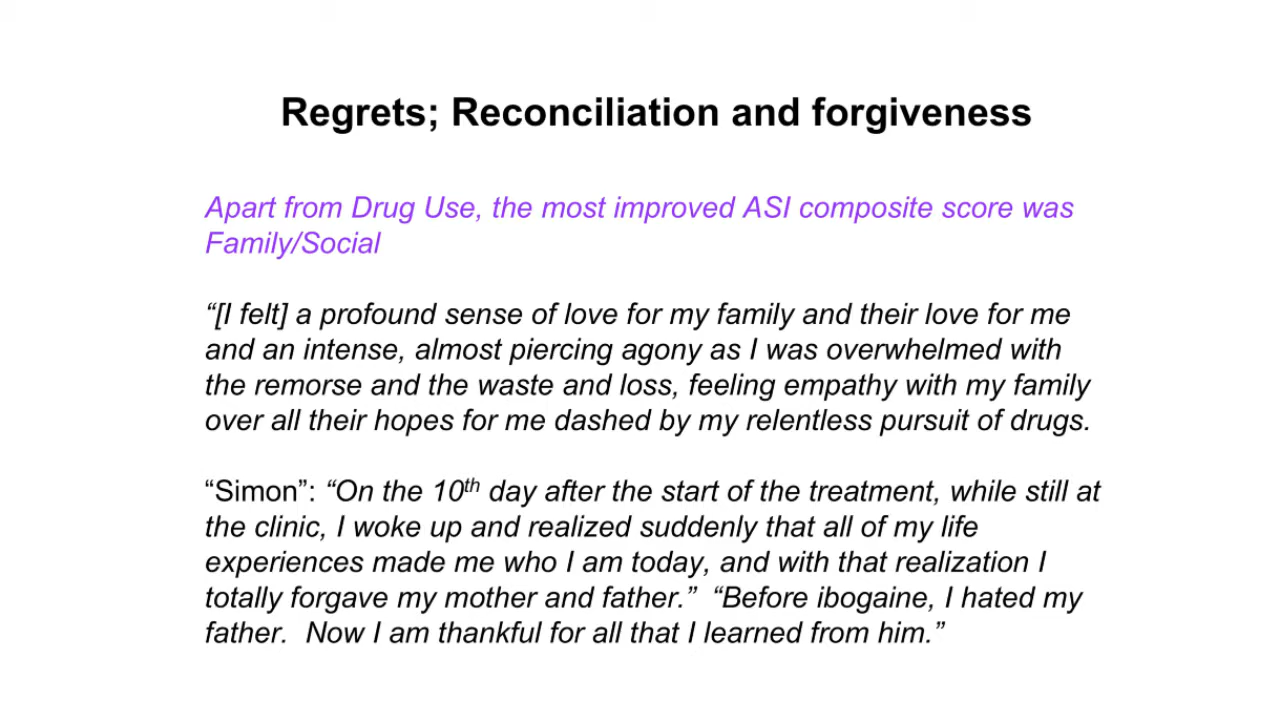 Regrets; Reconciliation and forgiveness
Apart from Drug Use, the most improved ASI composite score was
Family/Social
“[I felt] a profound sense of love for my family and their love for me
and an intense, almost piercing agony as I was overwhelmed with
the remorse and the waste and loss, feeling empathy with my family
over all their hopes for me dashed by my relentless pursuit of drugs.
“Simon”: “On the 10th day after the start of the treatment, while still at
the clinic, I woke up and realized suddenly that all of my life
experiences made me who I am today, and with that realization I
totally forgave my mother and father.” “Before ibogaine, I hated my
father. Now I am thankful for all that I learned from him.”